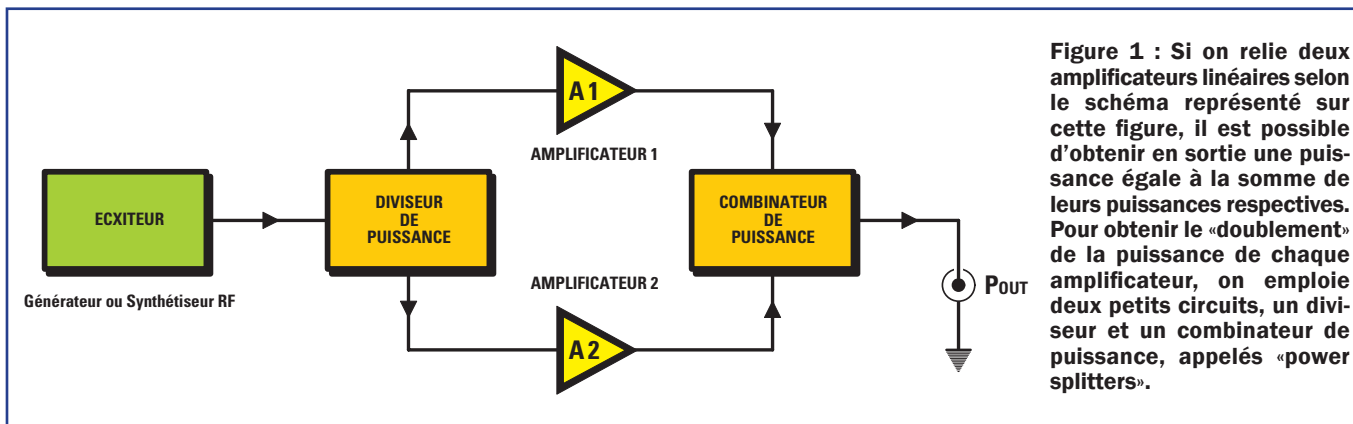 ECXITEUR
Générateur ou Synthétiseur RF
DIVISEUR
DE
PUISSANCE
A1
AMPLIFICATEUR 1
AMPLIFICATEUR 2
A2
COMBINATEUR
DE
PUISSANCE
POUT
Figure 1 : Si on relie deux
amplificateurs linéaires selon
le schéma représenté sur
cette figure, il est possible
d'obtenir en sortie une puis-
sance égale à la somme de
leurs puissances respectives.
Pour obtenir le «doublement»
de la puissance de chaque
amplificateur, on emploie
deux petits circuits, un divi-
seur et un combinateur de
puissance, appelés «power
splitters».